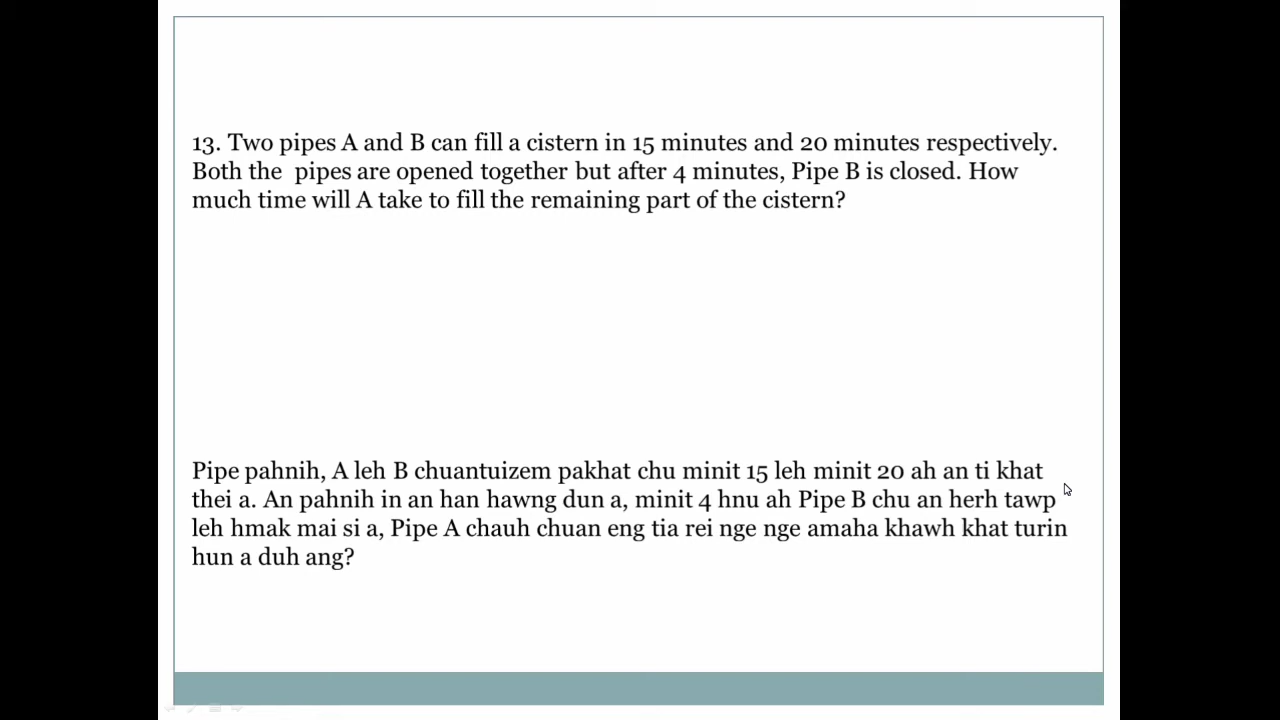 13. Two pipes A and B can fill a cistern in 15 minutes and 20 minutes respectively.
Both the  pipes are opened together but after 4 minutes, Pipe B is closed. How
much time will A take to fill the remaining part of the cistern?
Pipe pahnih, A leh B chuantuizem pakhat chu minit 15 leh minit 20 ah an ti khat
thei a. An pahnih in an han hawng dun a, minit 4 hnu ah Pipe B chu an herh tawp
leh hmak mai si a, Pipe A chauh chuan eng tia rei nge nge amaha khawh khat turin
hun a duh ang?